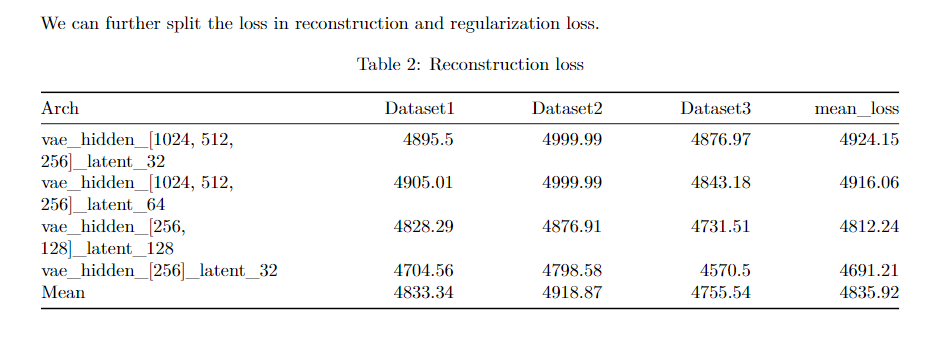 We can further split the loss in reconstruction and regularization loss.
Table 2: Reconstruction loss
Arch Dataset1 Dataset2 Dataset3 mean_loss
vae_hidden_[1024, 512, 4895.5 4999.99 4876.97 4924.15
256]_latent_32
vae_hidden_[1024, 512, 4905.01 4999.99 4843.18 4916.06
256]_latent_64
vae_hidden_[256, 4828.29 4876.91 4731.51 4812.24
128]_latent_128
vae_hidden_[256]_latent_32 4704.56 4798.58 4570.5 4691.21
Mean 4833.34 4918.87 4755.54 4835.92